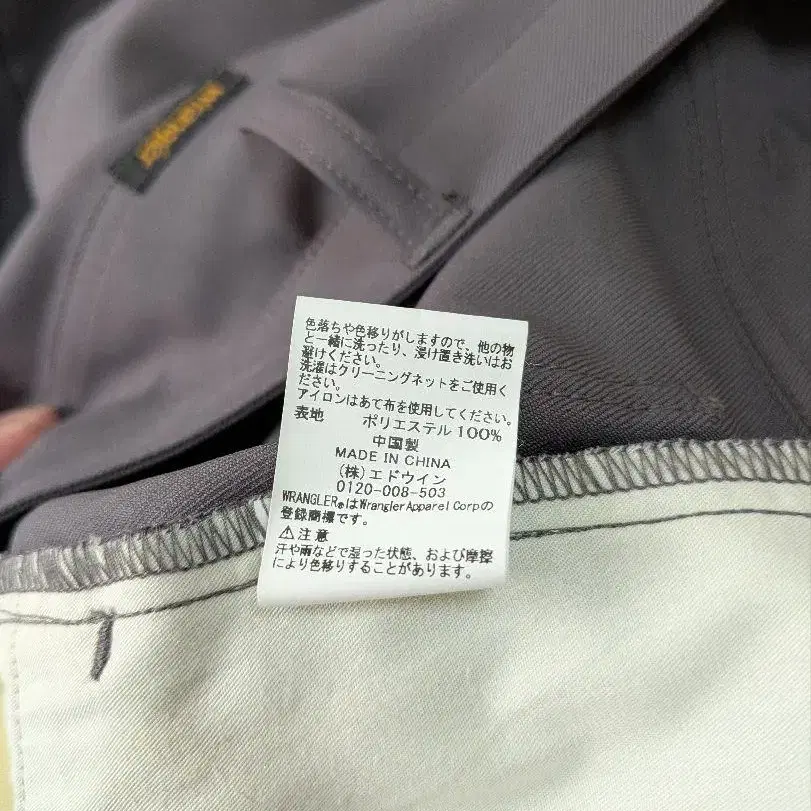 Wrangler
色落ちや色移りがしますので、他の物
と一緒に洗ったり、浸け置き洗いはお
避けください。
洗濯はクリーニングネットをご使用く
ださい。
アイロンはあて布を使用してください。
表地 ポリエステル 100%
中国製
MADE IN CHINA
(株)エドウイン
0120-008-503
WRANGLER®はWrangler Apparel Corpの
登録商標です。
⚠注意
汗や雨などで湿った状態、および摩擦
により色移りすることがあります。